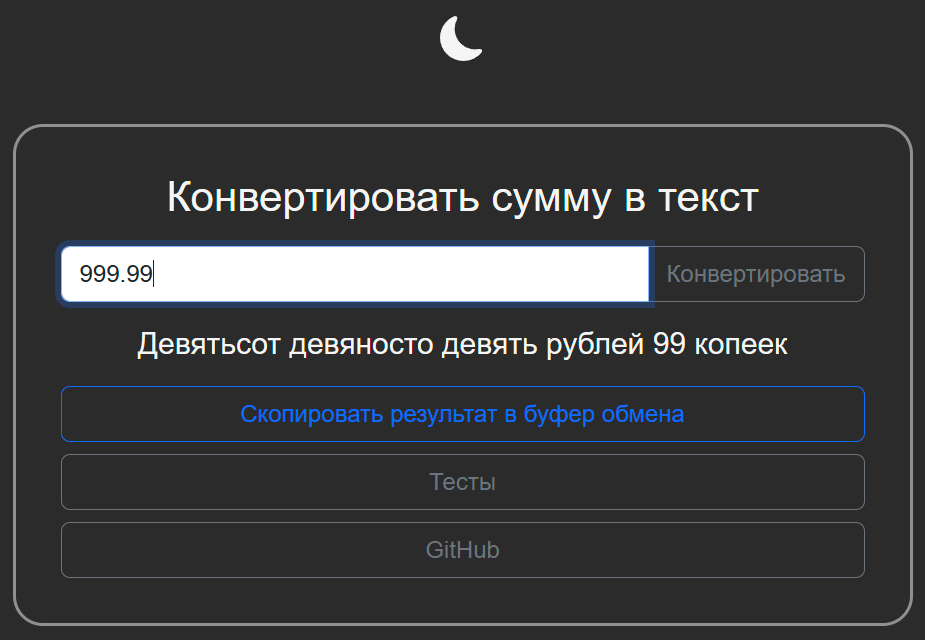 Конвертировать сумму в текст
999.99
Конвертировать
Девятьсот девяносто девять рублей 99 копеек
Скопировать результат в буфер обмена
Тесты
GitHub